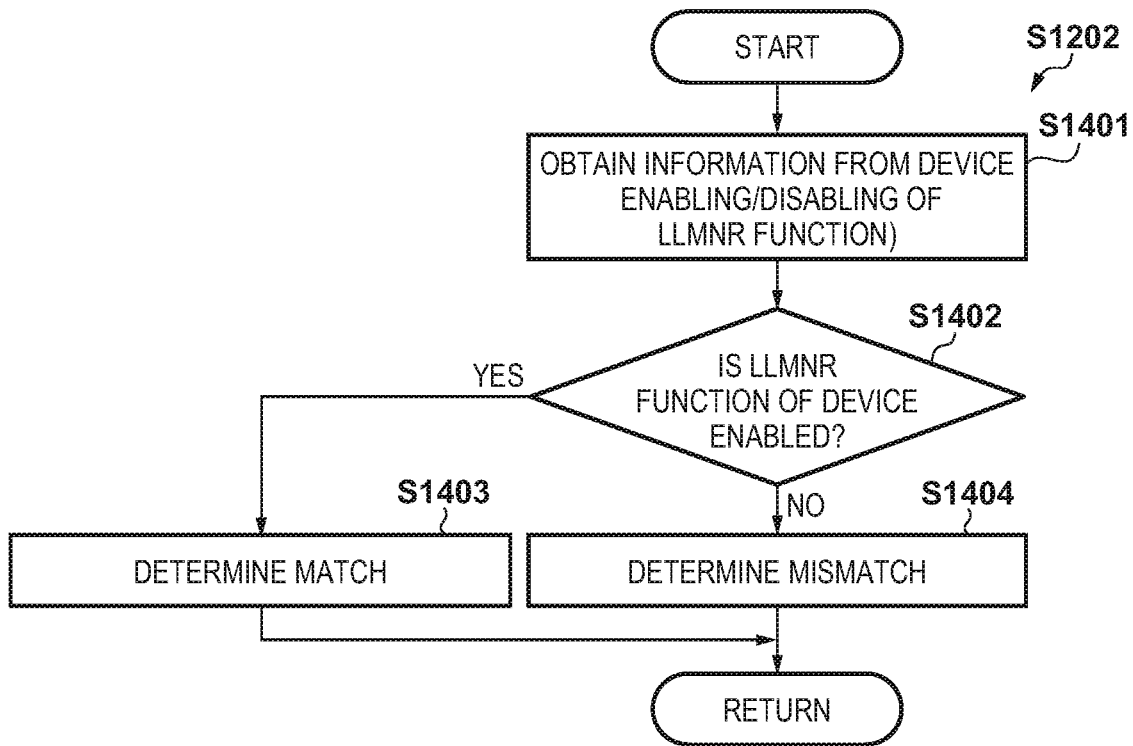 START
S1202
S1401
OBTAIN INFORMATION FROM DEVICE
ENABLING/DISABLING OF
LLMNR FUNCTION)
S1402
IS LLMNR
FUNCTION OF DEVICE
ENABLED?
YES
NO
S1403
DETERMINE MATCH
S1404
DETERMINE MISMATCH
RETURN